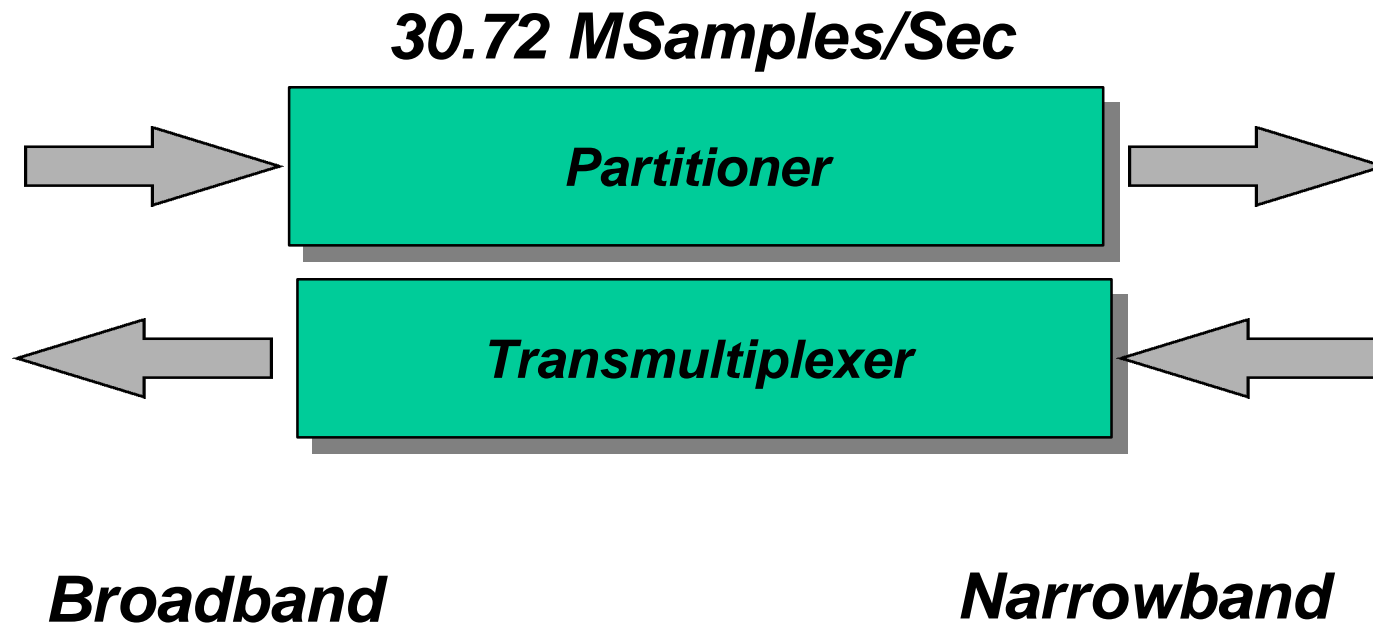 30.72 MSamples/Sec
Partitioner
Transmultiplexer
Broadband
Narrowband